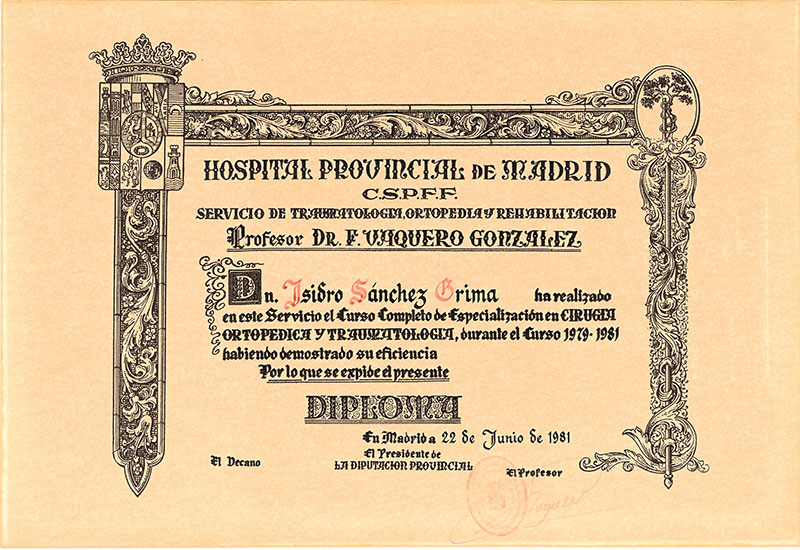 HOSPITAL PROVINCIAL DE MADRID
C.S.P.F.F.
SERVICIO DE TRAUMATOLOGIA, ORTOPEDIA Y REHABILITACION
Profesor DR. F. VAQUERO GONZALEZ
Dn. Isidro Sánchez Grima ha realizado
en este Servicio el Curso Completo de Especialización en CIRUGIA
ORTOPEDICA Y TRAUMATOLOGIA, durante el Curso 1979-1981
habiendo demostrado su eficiencia
Por lo que se expide el presente
DIPLOMA
En Madrid a 22 de Junio de 1981
El Presidente de
LA DIPUTACION PROVINCIAL
El Decano
El Profesor